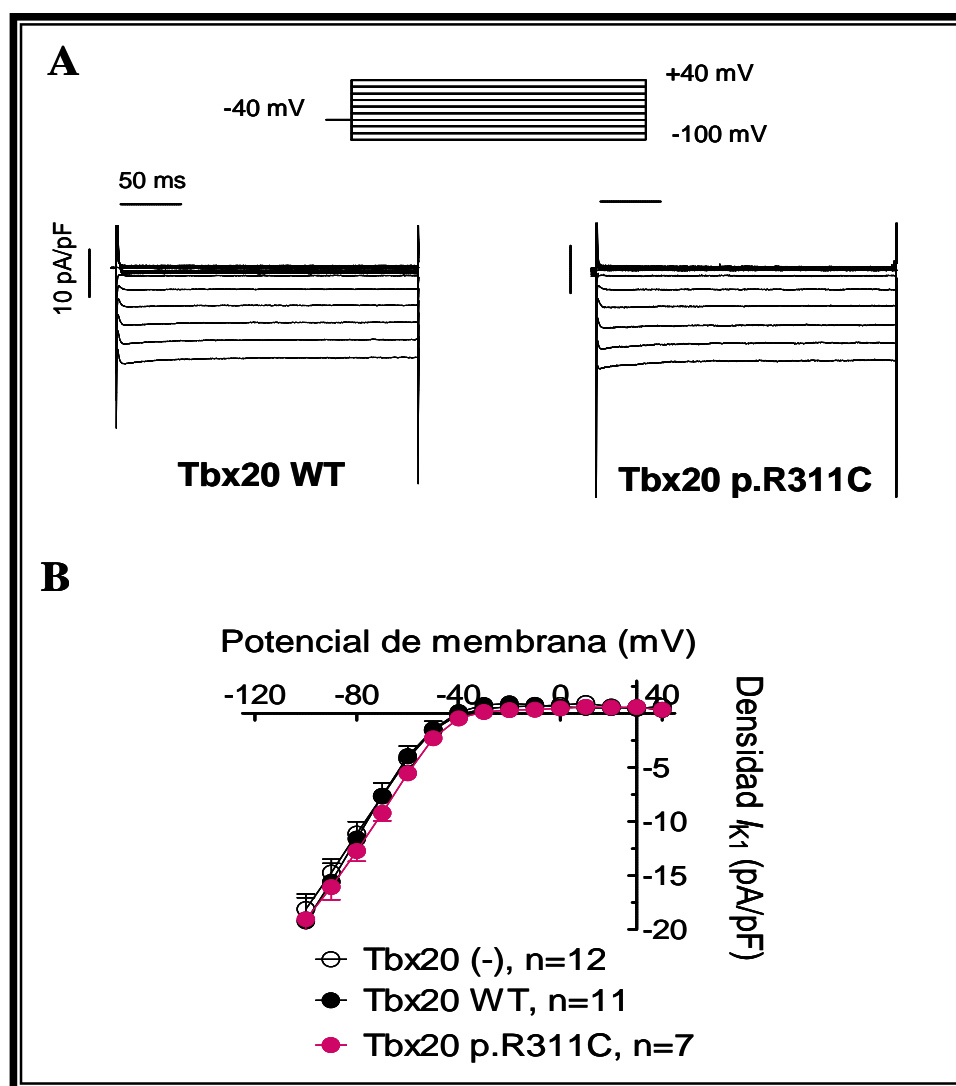 A
+40 mV
-40 mV
-100 mV
50 ms
10 pA/pF
Tbx20 WT
Tbx20 p.R311C
B
Potencial de membrana (mV)
-120 -80 -40 0 40
-5
-10
-15
-20
Densidad IK1 (pA/pF)
Tbx20 (-), n=12
Tbx20 WT, n=11
Tbx20 p.R311C, n=7